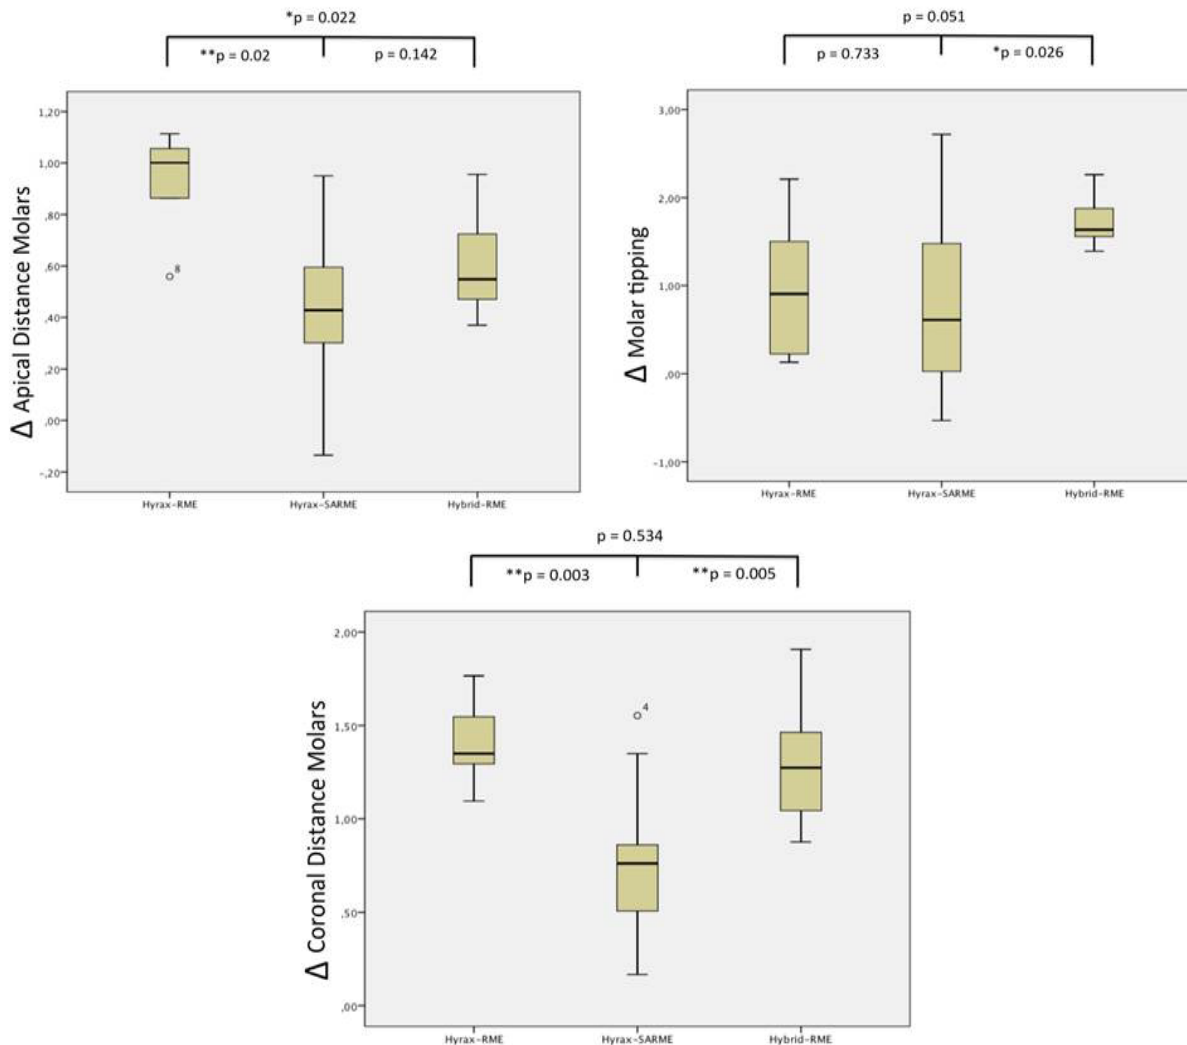 *p = 0.022
**p = 0.02
p = 0.142
Δ Apical Distance Molars
1,20
1,00
,80
,60
,40
,20
,00
-,20
8
Hyrax-RME
Hyrax-SARME
Hybrid-RME
p = 0.051
p = 0.733
*p = 0.026
Δ Molar tipping
3,00
2,00
1,00
,00
-1,00
Hyrax-RME
Hyrax-SARME
Hybrid-RME
p = 0.534
**p = 0.003
**p = 0.005
Δ Coronal Distance Molars
2,00
1,50
1,00
,50
,00
4
Hyrax-RME
Hyrax-SARME
Hybrid-RME